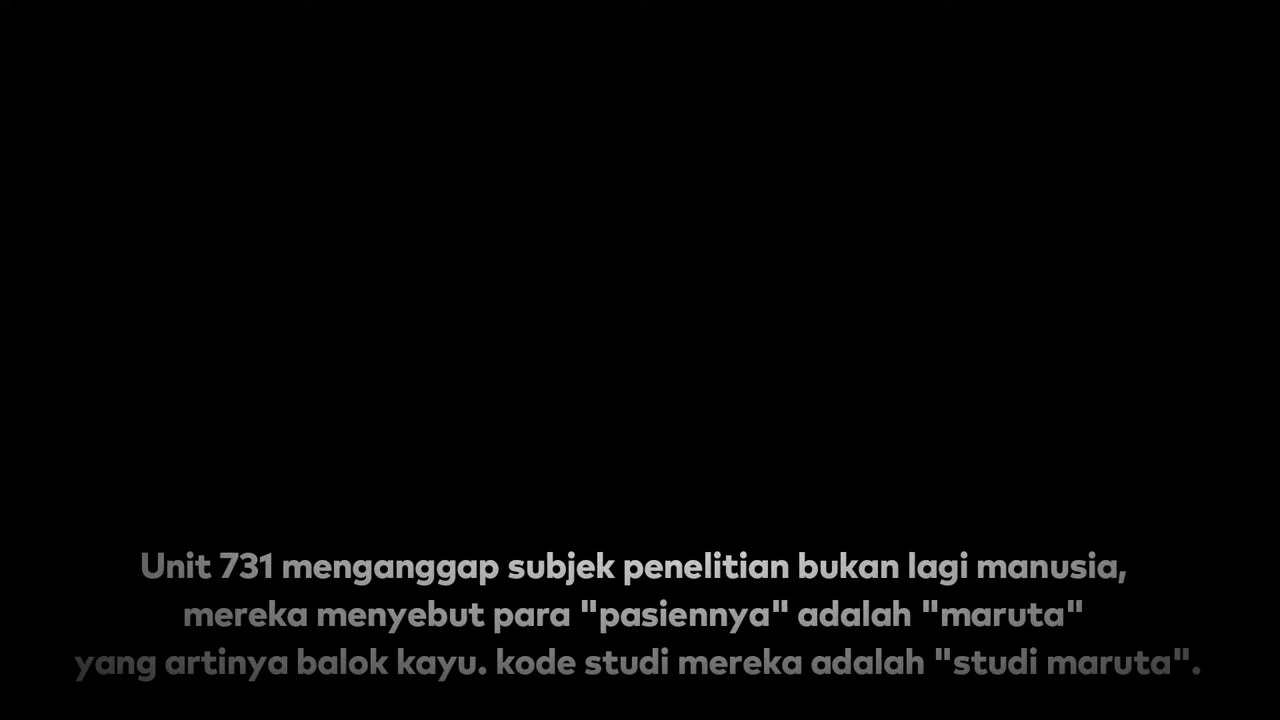 Unit 731 menganggap subjek penelitian bukan lagi manusia,
mereka menyebut para "pasiennya" adalah "maruta"
yang artinya balok kayu. kode studi mereka adalah "studi maruta".